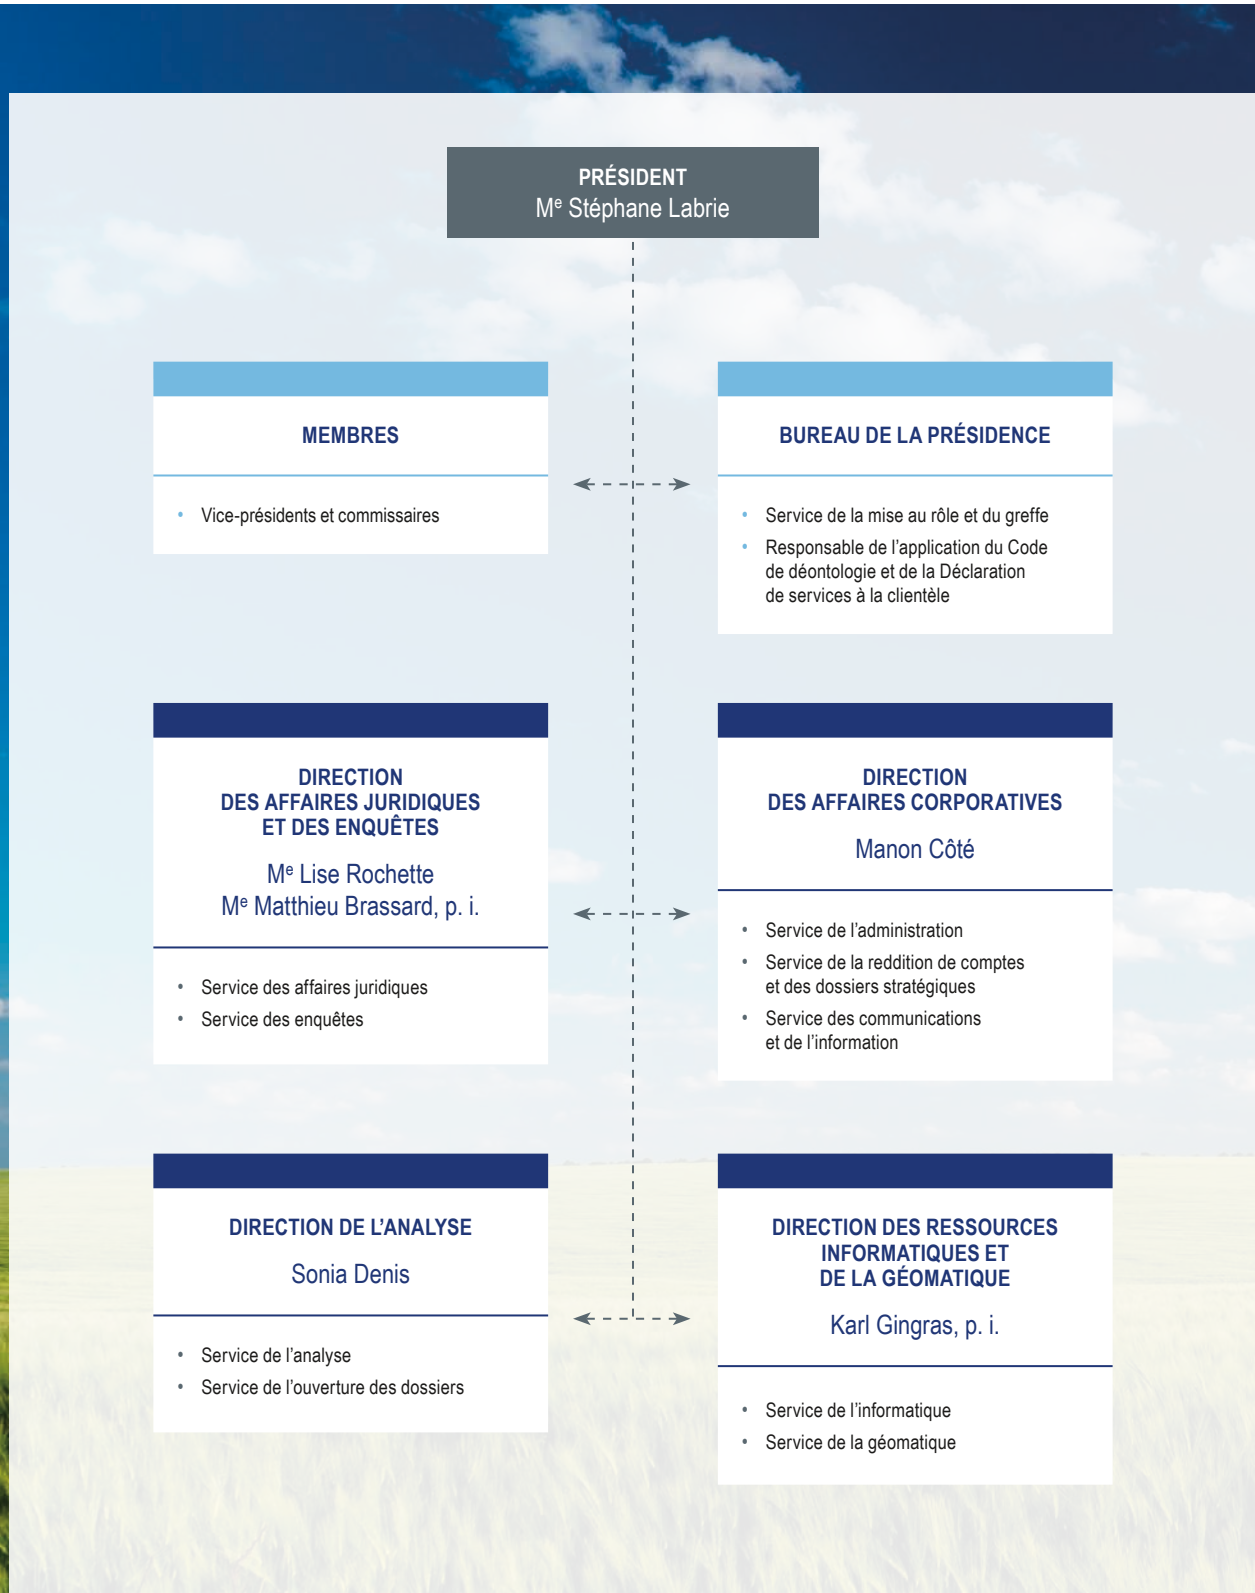 PRÉSIDENT
Me Stéphane Labrie
MEMBRES
• Vice-présidents et commissaires
BUREAU DE LA PRÉSIDENCE
• Service de la mise au rôle et du greffe
• Responsable de l’application du Code
de déontologie et de la Déclaration
de services à la clientèle
DIRECTION
DES AFFAIRES JURIDIQUES
ET DES ENQUÊTES
Me Lise Rochette
Me Matthieu Brassard, p. i.
• Service des affaires juridiques
• Service des enquêtes
DIRECTION
DES AFFAIRES CORPORATIVES
Manon Côté
• Service de l’administration
• Service de la reddition de comptes
et des dossiers stratégiques
• Service des communications
et de l’information
DIRECTION DE L’ANALYSE
Sonia Denis
• Service de l’analyse
• Service de l’ouverture des dossiers
DIRECTION DES RESSOURCES
INFORMATIQUES ET
DE LA GÉOMATIQUE
Karl Gingras, p. i.
• Service de l’informatique
• Service de la géomatique